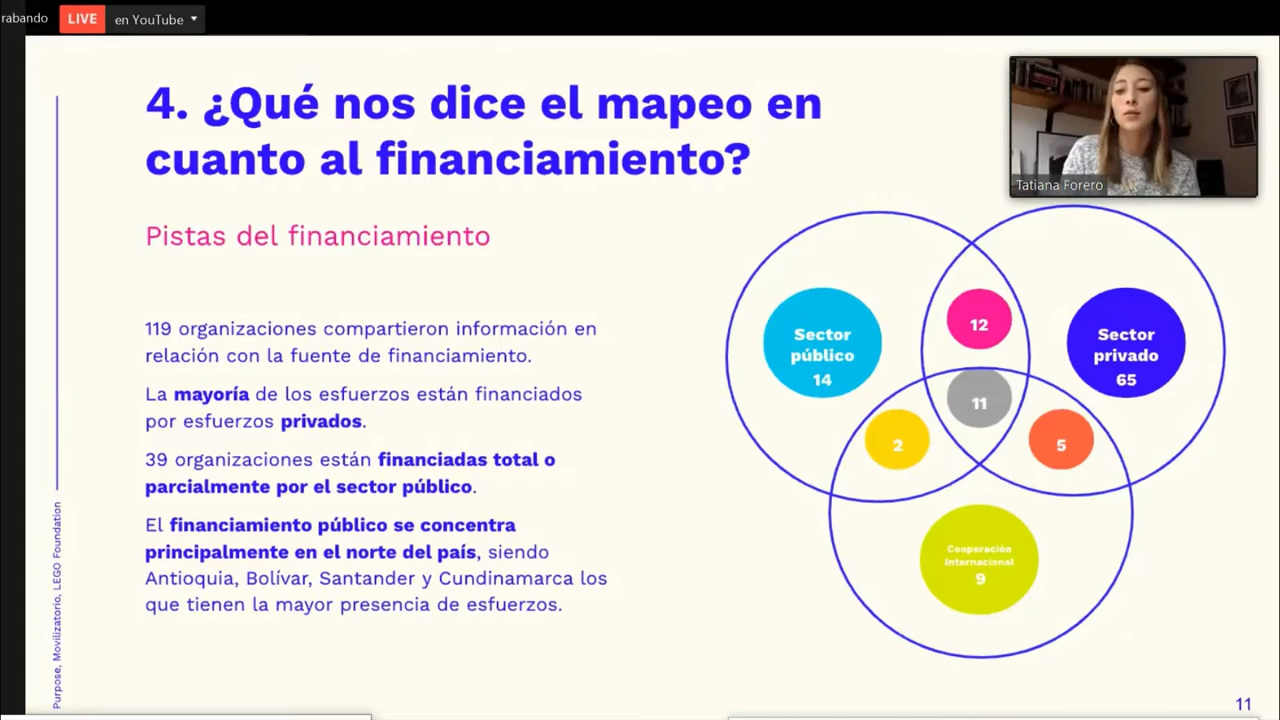 rabando
LIVE
en YouTube
4. ¿Qué nos dice el mapeo en
cuanto al financiamiento?
Tatiana Forero
Pistas del financiamiento
119 organizaciones compartieron información en
relación con la fuente de financiamiento.
La mayoría de los esfuerzos están financiados
por esfuerzos privados.
39 organizaciones están financiadas total o
parcialmente por el sector público.
El financiamiento público se concentra
principalmente en el norte del país, siendo
Antioquia, Bolívar, Santander y Cundinamarca los
que tienen la mayor presencia de esfuerzos.
Sector
público
14
12
Sector
privado
65
11
2
5
Cooperación
Internacional
9
Purpose, Movilizatorio, LEGO Foundation
11